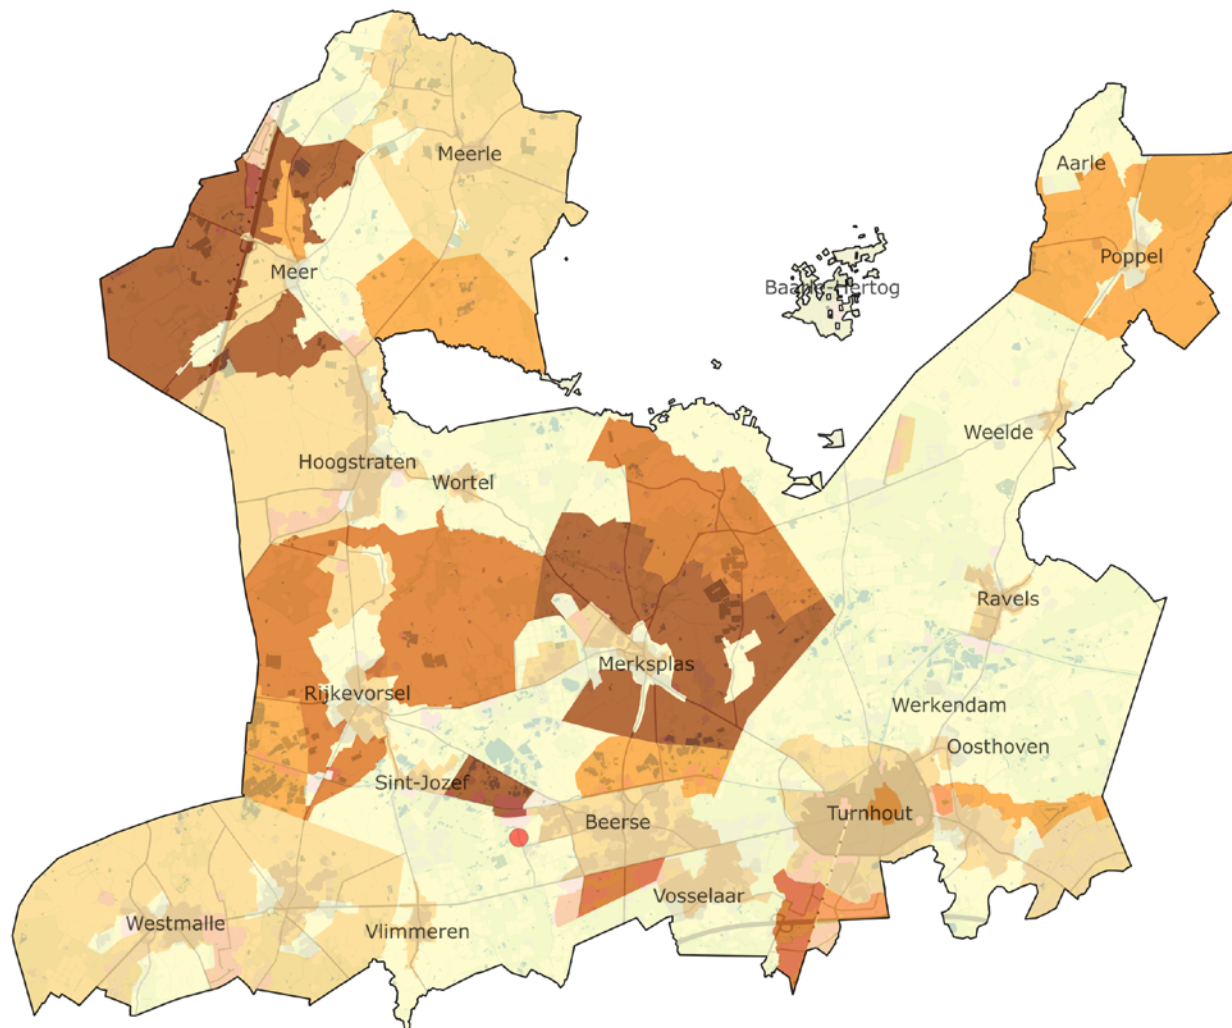 Meerle
Aarle
Poppel
Meer
Baarle-Hertog
Weelde
Hoogstraten
Wortel
Ravels
Merksplas
Rijkevorsel
Werkendam
Oosthoven
Sint-Jozef
Turnhout
Beerse
Vosselaar
Westmalle
Vlimmeren